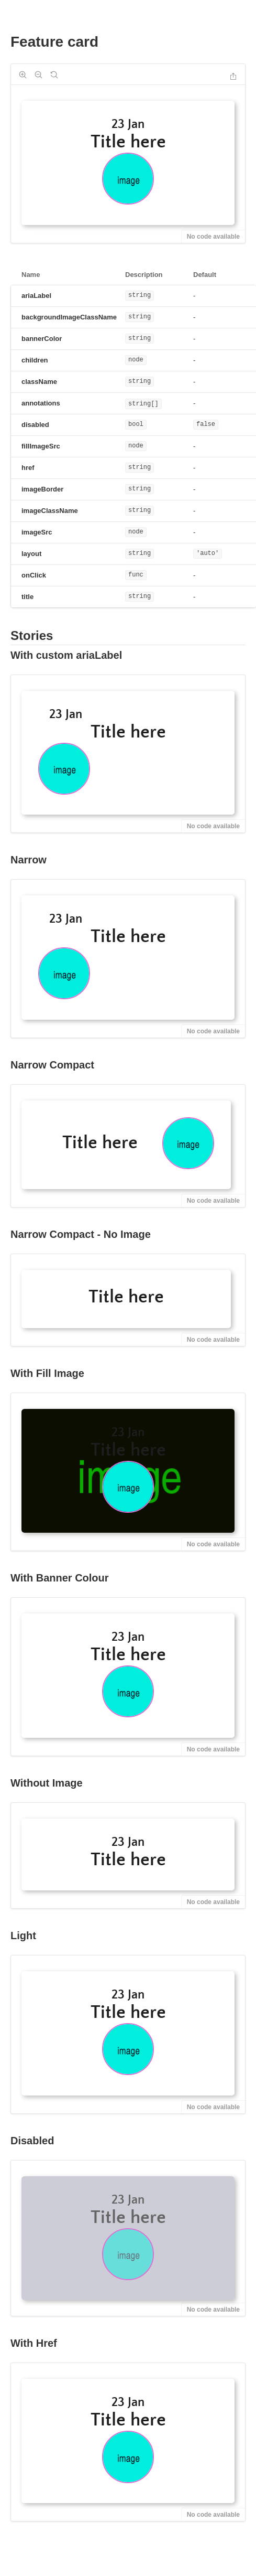 Feature card
23 Jan
Title here
image
No code available
Name Description Default
ariaLabel string -
backgroundImageClassName string -
bannerColor string -
children node -
className string -
annotations string[] -
disabled bool false
fillImageSrc node -
href string -
imageBorder string -
imageClassName string -
imageSrc node -
layout string 'auto'
onClick func -
title string -
Stories
With custom ariaLabel
23 Jan
Title here
image
No code available
Narrow
23 Jan
Title here
image
No code available
Narrow Compact
Title here
image
No code available
Narrow Compact - No Image
Title here
No code available
With Fill Image
23 Jan
Title here
image
image
No code available
With Banner Colour
23 Jan
Title here
image
No code available
Without Image
23 Jan
Title here
No code available
Light
23 Jan
Title here
image
No code available
Disabled
23 Jan
Title here
image
No code available
With Href
23 Jan
Title here
image
No code available